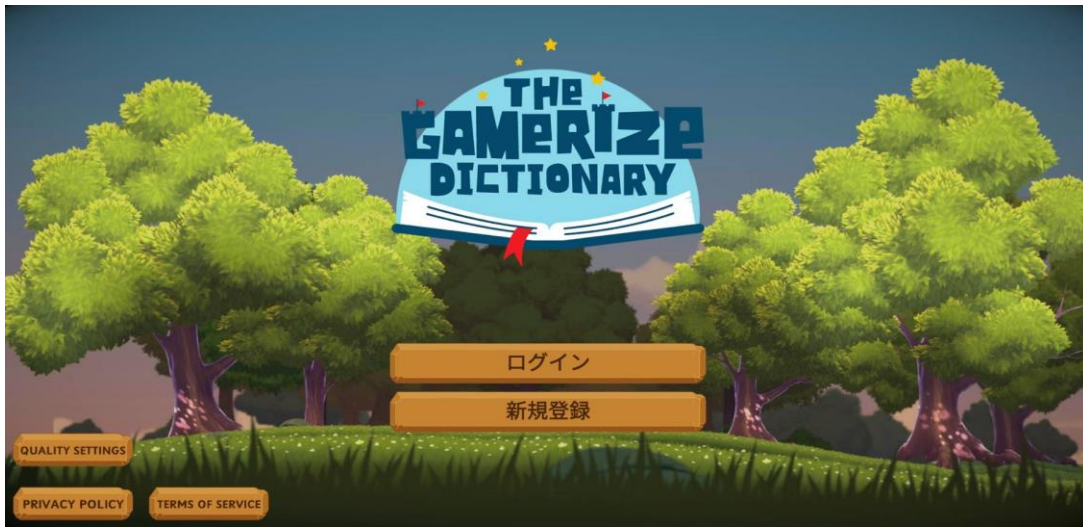 THE
GAMERIZE
DICTIONARY
ログイン
新規登録
QUALITY SETTINGS
PRIVACY POLICY
TERMS OF SERVICE